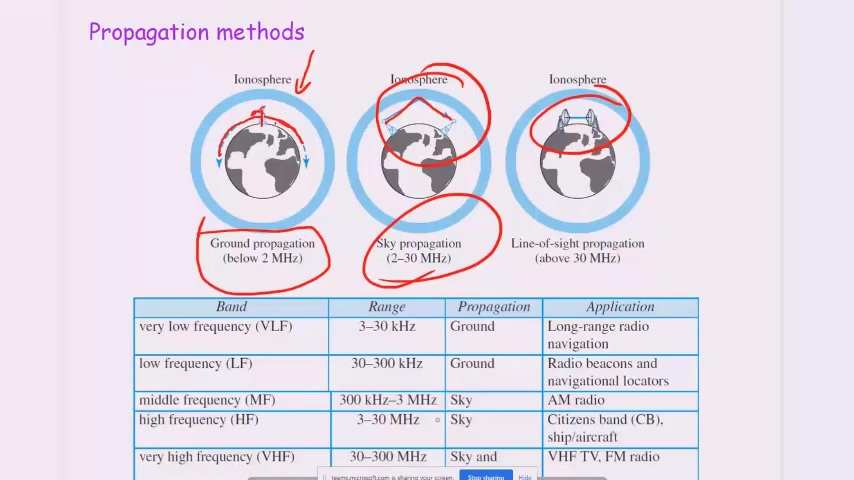 Propagation methods
Ionosphere
Ionosphere
Ionosphere
Ground propagation
(below 2 MHz)
Sky propagation
(2–30 MHz)
Line-of-sight propagation
(above 30 MHz)
Band Range Propagation Application
very low frequency (VLF) 3–30 kHz Ground Long-range radio
navigation
low frequency (LF) 30–300 kHz Ground Radio beacons and
navigational locators
middle frequency (MF) 300 kHz–3 MHz Sky AM radio
high frequency (HF) 3–30 MHz Sky Citizens band (CB),
ship/aircraft
very high frequency (VHF) 30–300 MHz Sky and VHF TV, FM radio
teams.microsoft.com is sharing your screen. Stop sharing Hide